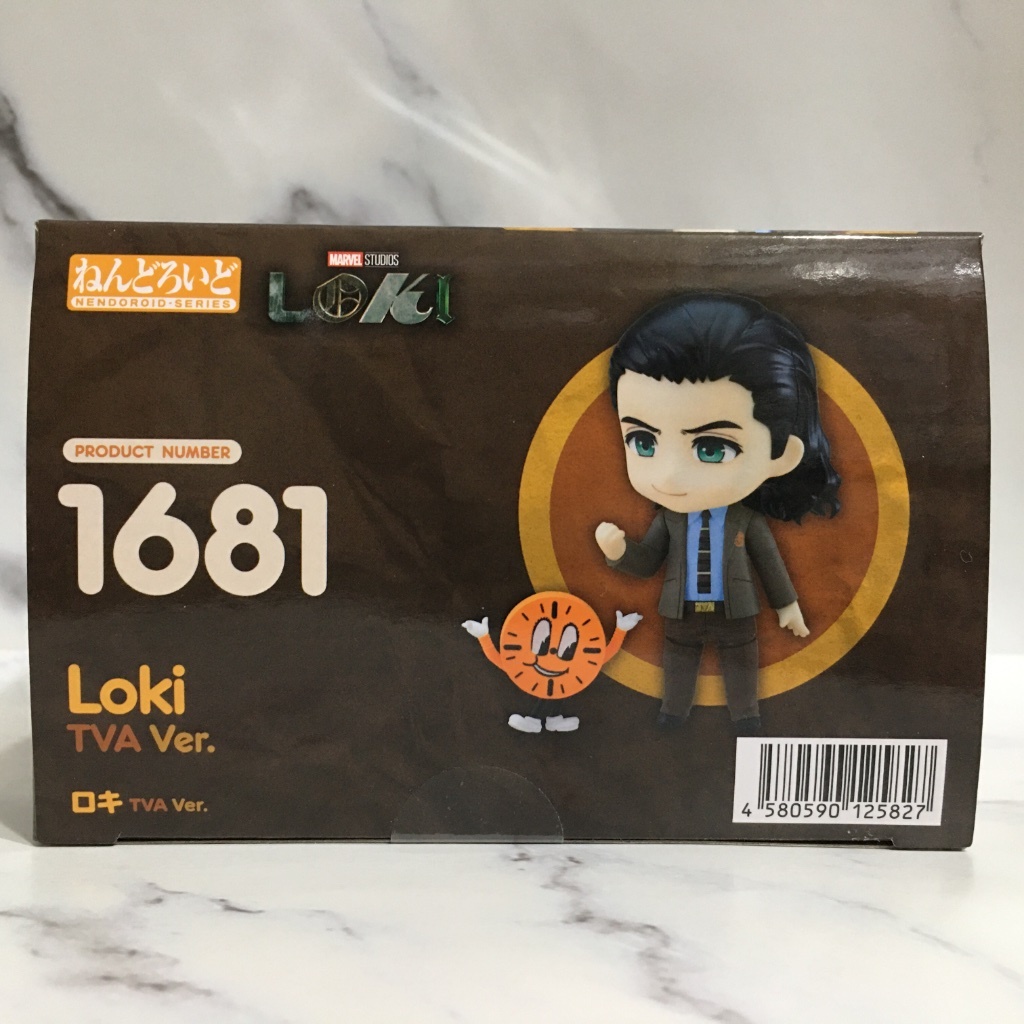 ねんどろいど
NENDOROID·SERIES
MARVEL STUDIOS
LOKI
PRODUCT NUMBER
1681
Loki
TVA Ver.
ロキ TVA Ver.
4 580590 125827